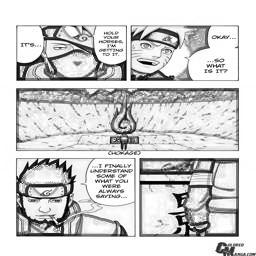 IT'S...
HOLD
YOUR
HORSES,
I'M
GETTING
TO IT.
OKAY...
...SO
WHAT
IS IT?
(HOKAGE)
...I FINALLY
UNDERSTAND
SOME OF
WHAT YOU
WERE
ALWAYS
SAYING...
COLORED
MANGA.COM